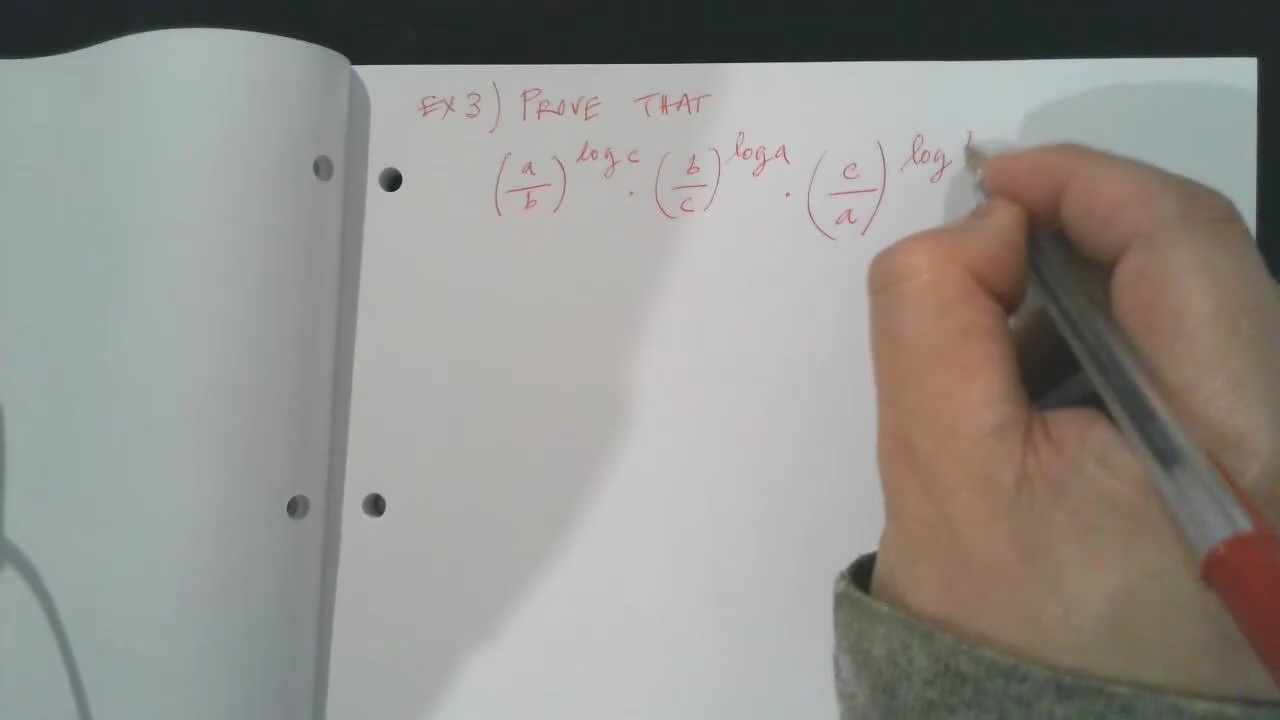 EX 3) PROVE THAT
(a/b)^log c · (b/c)^log a · (c/a)^log